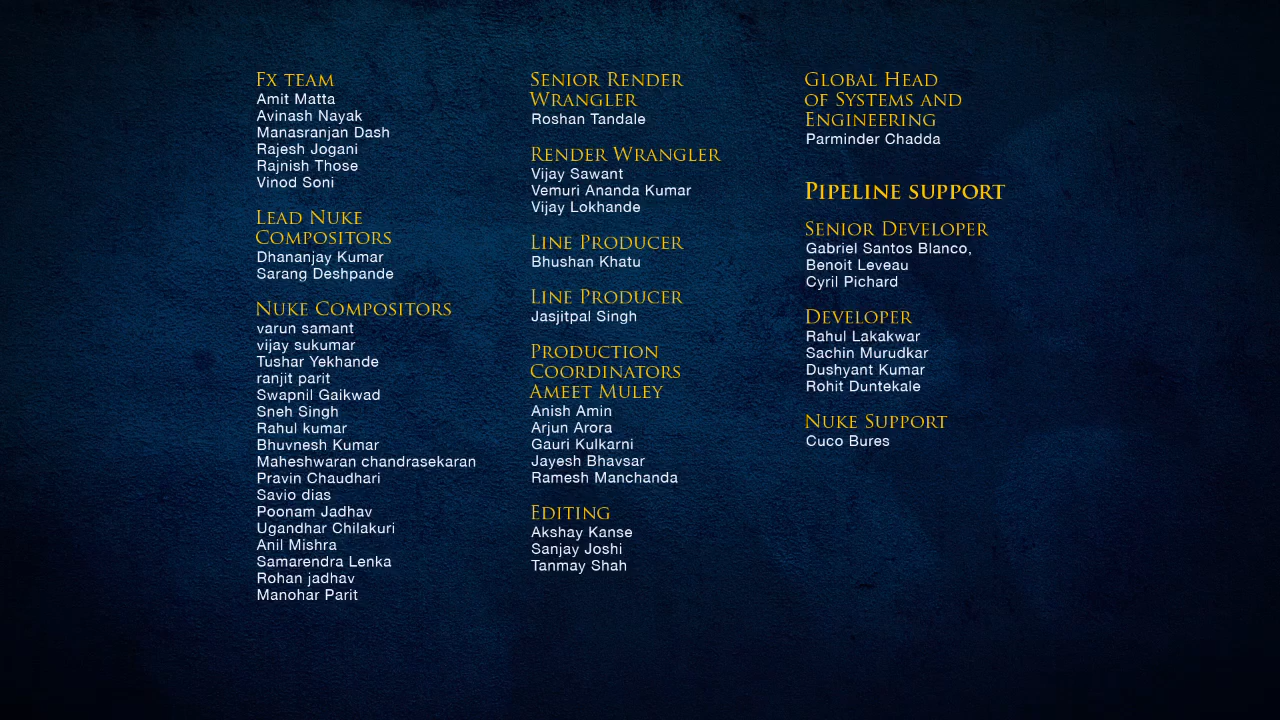 FX TEAM
Amit Matta
Avinash Nayak
Manasranjan Dash
Rajesh Jogani
Rajnish Those
Vinod Soni
LEAD NUKE
COMPOSITORS
Dhananjay Kumar
Sarang Deshpande
NUKE COMPOSITORS
varun samant
vijay sukumar
Tushar Yekhande
ranjit parit
Swapnil Gaikwad
Sneh Singh
Rahul kumar
Bhuvnesh Kumar
Maheshwaran chandrasekaran
Pravin Chaudhari
Savio dias
Poonam Jadhav
Ugandhar Chilakuri
Anil Mishra
Samarendra Lenka
Rohan jadhav
Manohar Parit
SENIOR RENDER
WRANGLER
Roshan Tandale
RENDER WRANGLER
Vijay Sawant
Vemuri Ananda Kumar
Vijay Lokhande
LINE PRODUCER
Bhushan Khatu
LINE PRODUCER
Jasjitpal Singh
PRODUCTION
COORDINATORS
AMEET MULEY
Anish Amin
Arjun Arora
Gauri Kulkarni
Jayesh Bhavsar
Ramesh Manchanda
EDITING
Akshay Kanse
Sanjay Joshi
Tanmay Shah
GLOBAL HEAD
OF SYSTEMS AND
ENGINEERING
Parminder Chadda
PIPELINE SUPPORT
SENIOR DEVELOPER
Gabriel Santos Blanco,
Benoit Leveau
Cyril Pichard
DEVELOPER
Rahul Lakakwar
Sachin Murudkar
Dushyant Kumar
Rohit Duntekale
NUKE SUPPORT
Cuco Bures